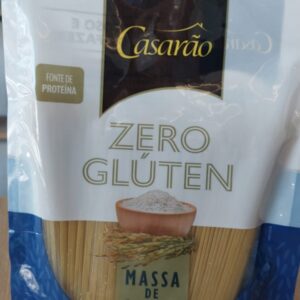 Casarão
FONTE DE
PROTEÍNA
ZERO
GLÚTEN
MASSA
DE